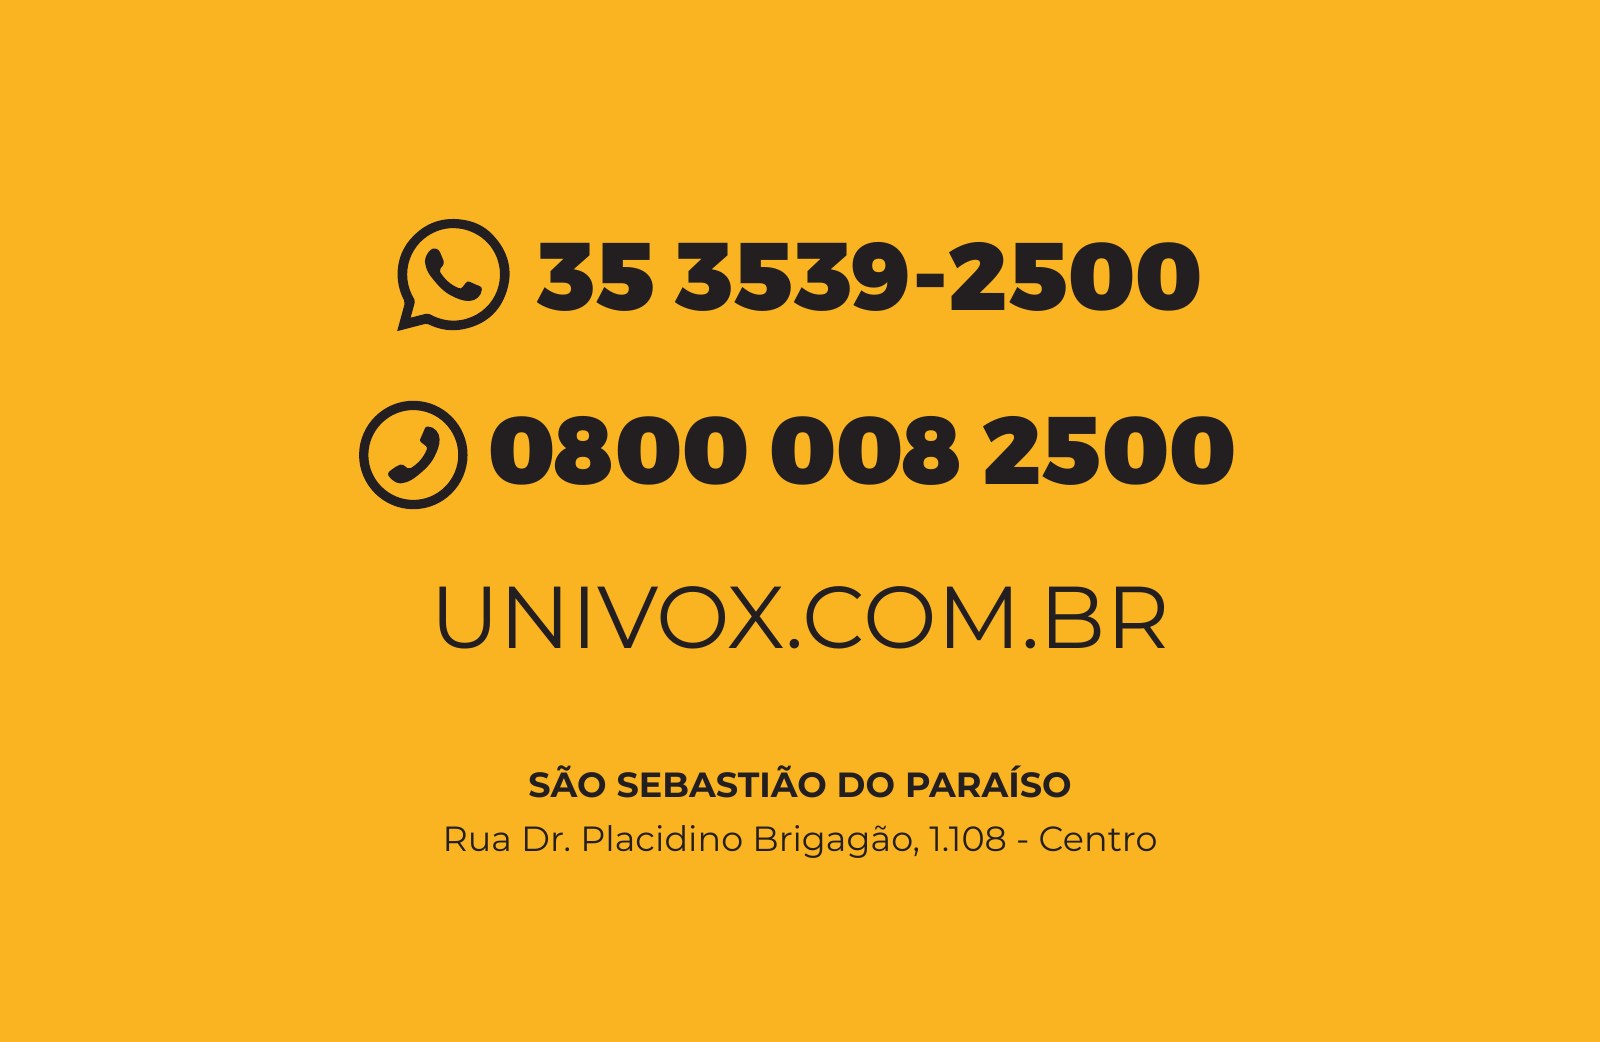 35 3539-2500
0800 008 2500
UNIVOX.COM.BR
SÃO SEBASTIÃO DO PARAÍSO
Rua Dr. Placidino Brigagão, 1.108 - Centro